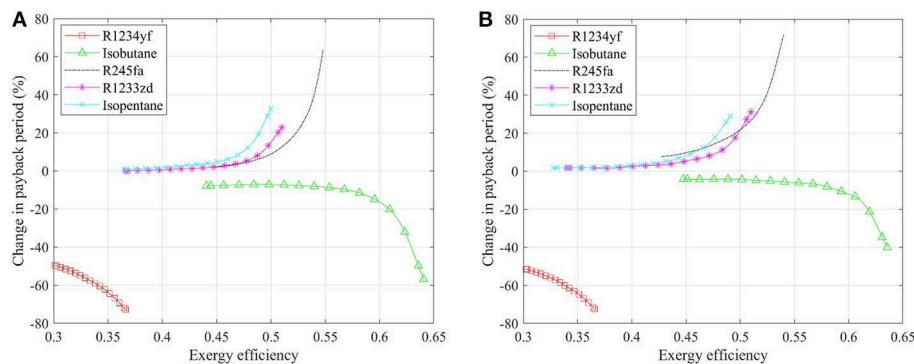 A
Change in payback period (%)
80
60
40
20
0
-20
-40
-60
-80
R1234yf
Isobutane
R245fa
R1233zd
Isopentane
0.3 0.35 0.4 0.45 0.5 0.55 0.6 0.65
Exergy efficiency
B
Change in payback period (%)
80
60
40
20
0
-20
-40
-60
-80
R1234yf
Isobutane
R245fa
R1233zd
Isopentane
0.3 0.35 0.4 0.45 0.5 0.55 0.6 0.65
Exergy efficiency